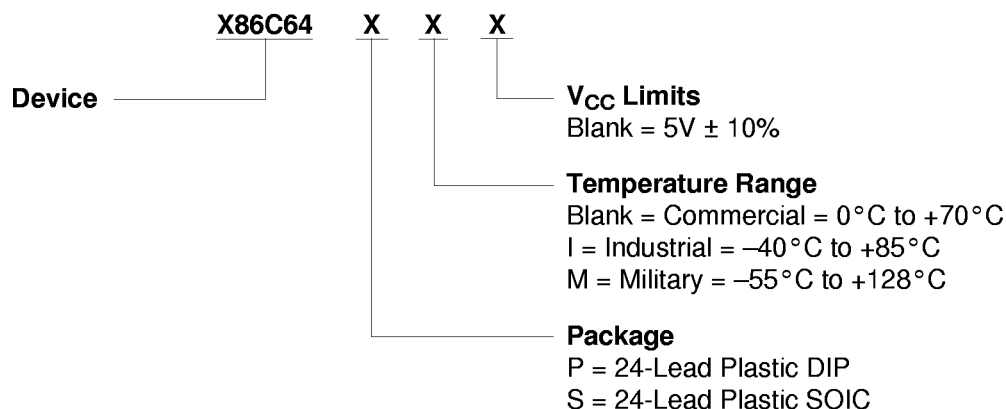 X86C64 X X X
Device
VCC Limits
Blank = 5V ± 10%
Temperature Range
Blank = Commercial = 0°C to +70°C
I = Industrial = –40°C to +85°C
M = Military = –55°C to +128°C
Package
P = 24-Lead Plastic DIP
S = 24-Lead Plastic SOIC